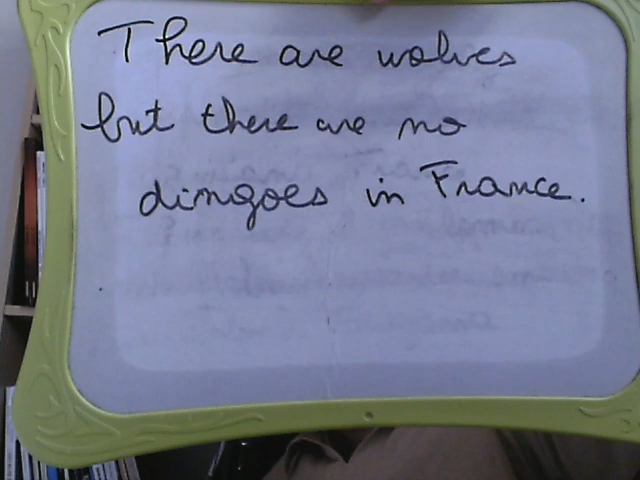 There are wolves
but there are no
dingoes in France.